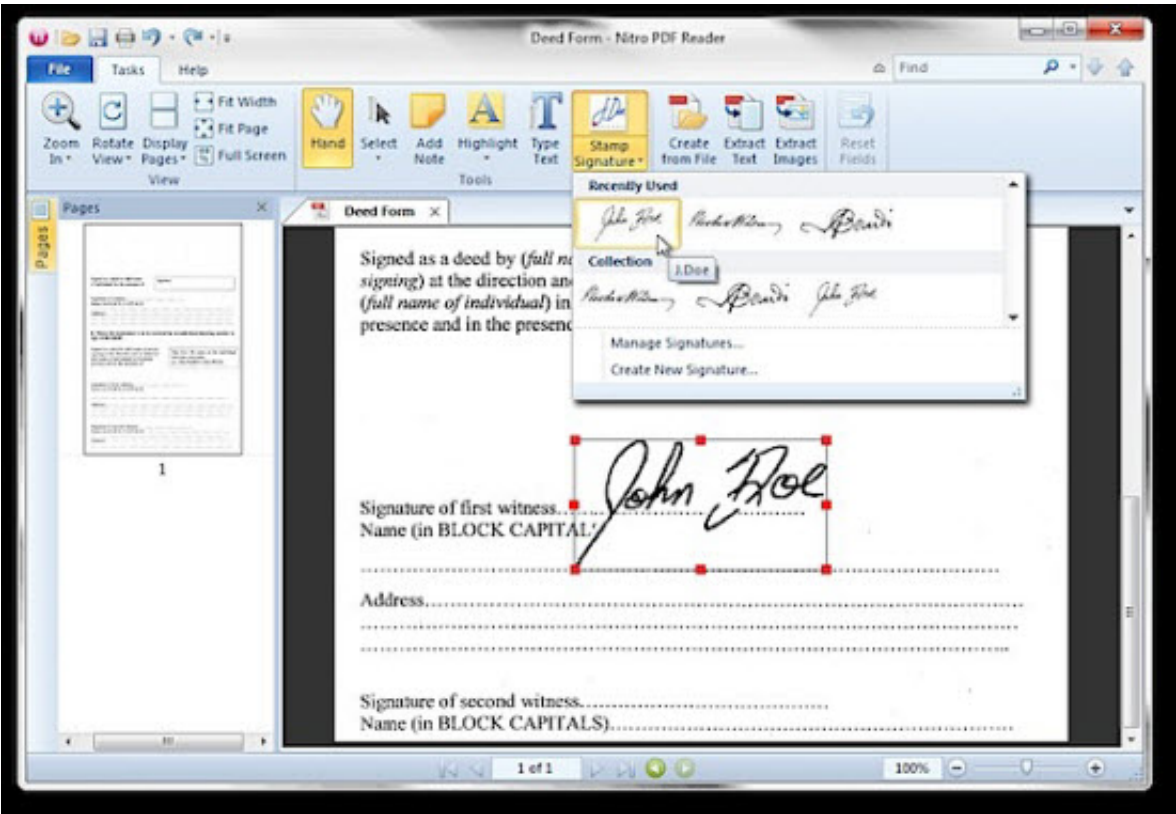 Deed Form - Nitro PDF Reader
File Tasks Help
Find
Zoom In
Rotate View
Display Pages
Fit Width
Fit Page
Full Screen
View
Hand
Select
Add Note
Highlight
Type Text
Stamp Signature
Create from File
Extract Text
Extract Images
Reset Fields
Tools
Pages
Pages
1
Deed Form
Recently Used
John Doe
Collection
J.Doe
John Doe
Manage Signatures...
Create New Signature...
Signed as a deed by (full
signing) at the direction
(full name of individual) in
presence and in the
John Doe
Signature of first witness
Name (in BLOCK CAPITALS
Address
Signature of second witness
Name (in BLOCK CAPITALS)
1 of 1
100%